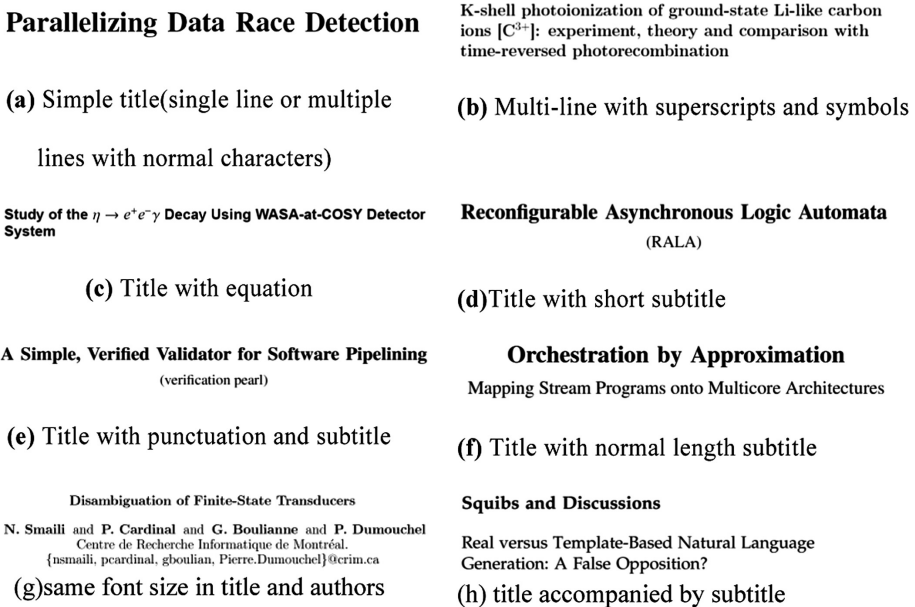 Parallelizing Data Race Detection
(a) Simple title(single line or multiple
lines with normal characters)
K-shell photoionization of ground-state Li-like carbon
ions [C³⁺]: experiment, theory and comparison with
time-reversed photorecombination
(b) Multi-line with superscripts and symbols
Study of the η → e⁺e⁻γ Decay Using WASA-at-COSY Detector
System
(c) Title with equation
Reconfigurable Asynchronous Logic Automata
(RALA)
(d)Title with short subtitle
A Simple, Verified Validator for Software Pipelining
(verification pearl)
(e) Title with punctuation and subtitle
Orchestration by Approximation
Mapping Stream Programs onto Multicore Architectures
(f) Title with normal length subtitle
Disambiguation of Finite-State Transducers
N. Smaili and P. Cardinal and G. Boulianne and P. Dumouchel
Centre de Recherche Informatique de Montréal.
{nsmaili, pcardinal, gboulian, Pierre.Dumouchel}@crim.ca
(g)same font size in title and authors
Squibs and Discussions
Real versus Template-Based Natural Language
Generation: A False Opposition?
(h) title accompanied by subtitle